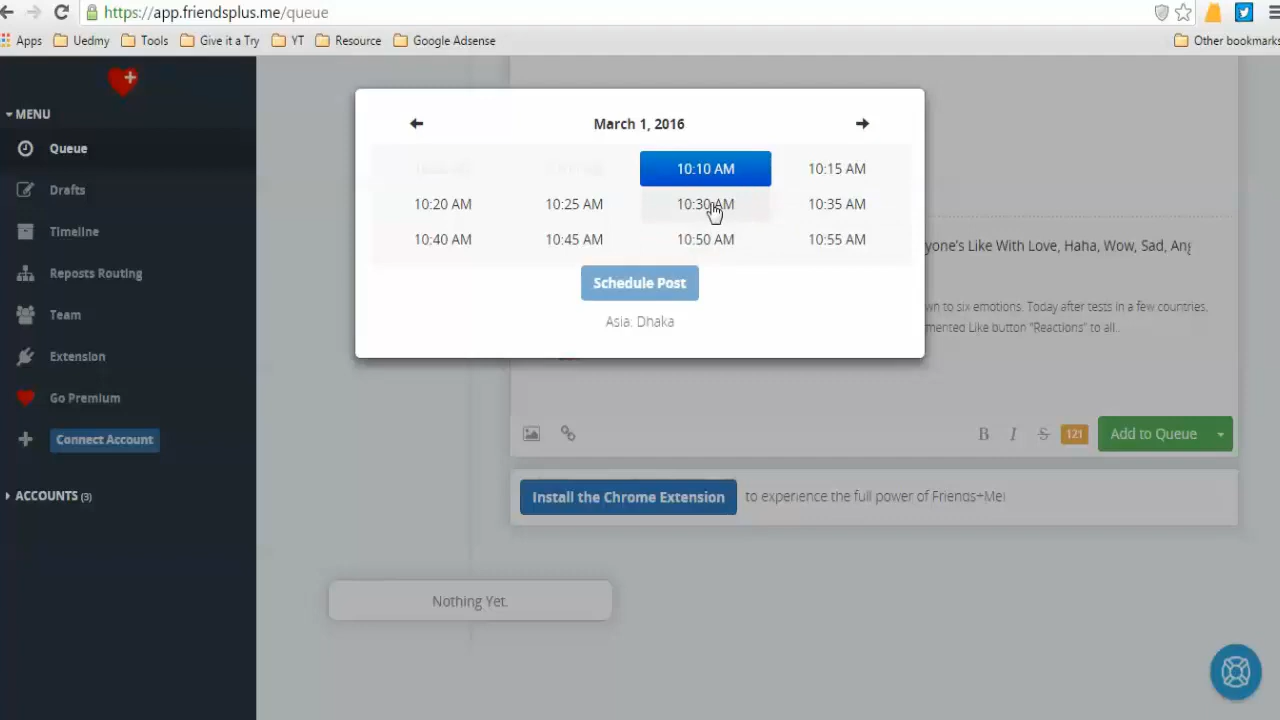 https://app.friendsplus.me/queue
Apps Uedmy Tools Give it a Try YT Resource Google Adsense Other bookmarks
MENU
Queue
Drafts
Timeline
Reposts Routing
Team
Extension
Go Premium
Connect Account
ACCOUNTS (3)
March 1, 2016
10:10 AM 10:15 AM
10:20 AM 10:25 AM 10:30 AM 10:35 AM
10:40 AM 10:45 AM 10:50 AM 10:55 AM
Schedule Post
Asia: Dhaka
yone's Like With Love, Haha, Wow, Sad, Ang
wn to six emotions. Today after tests in a few countries,
mented Like button "Reactions" to all..
B I S 121 Add to Queue
Install the Chrome Extension to experience the full power of Friends+Me!
Nothing Yet.